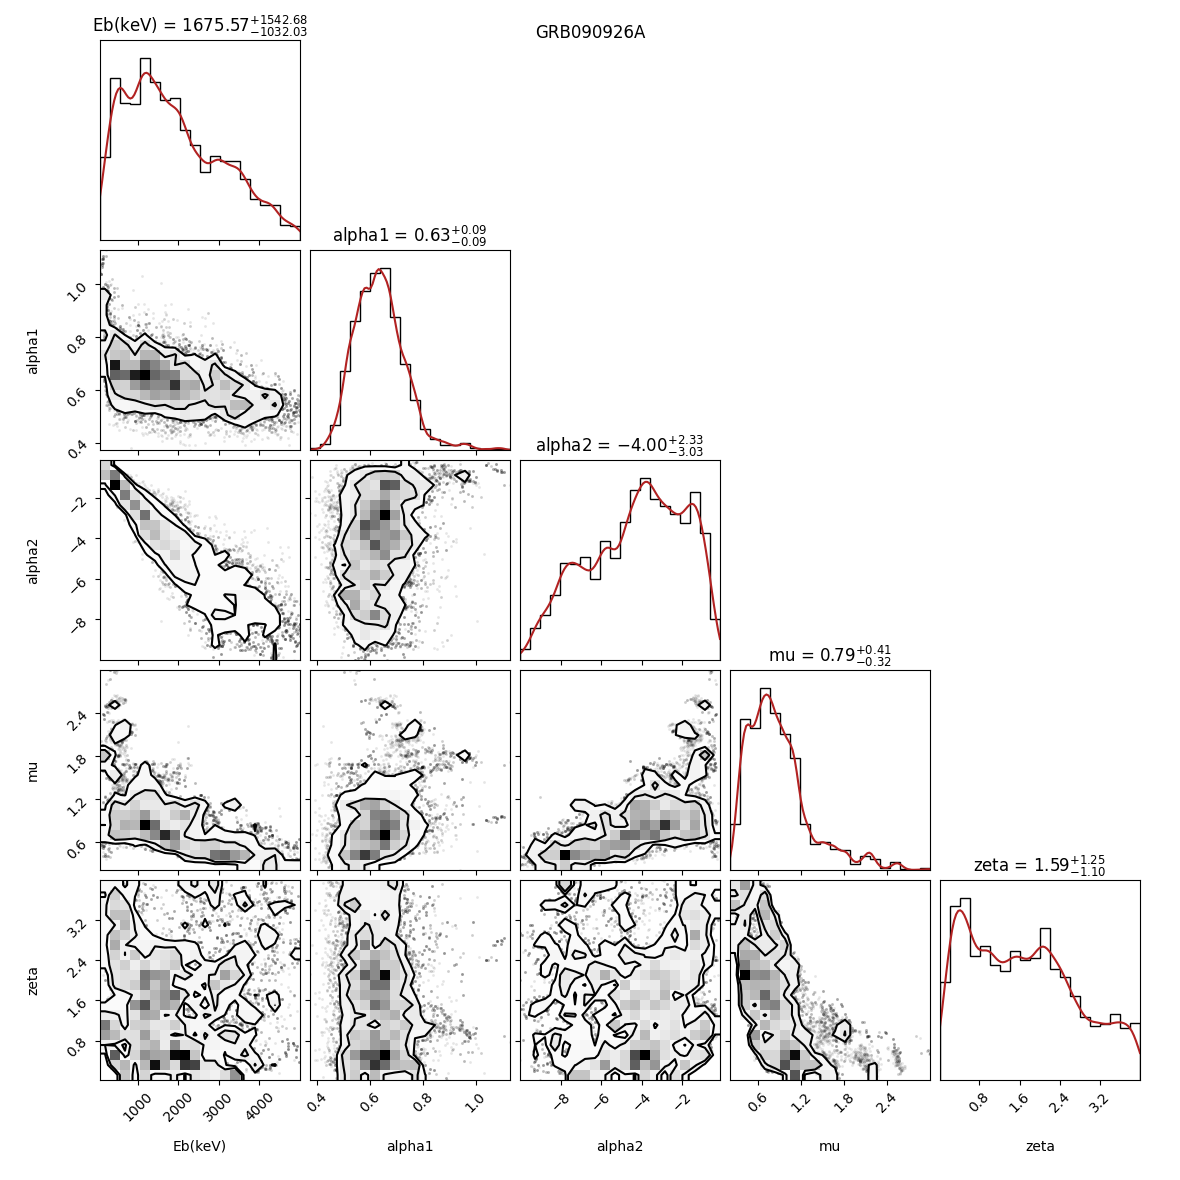 Eb(keV) = 1675.57+1542.68 −1032.03
GRB090926A
alpha1 = 0.63+0.09 −0.09
1.0
0.8
0.6
0.4
alpha1
alpha2 = −4.00+2.33 −3.03
−2
−4
−6
−8
alpha2
mu = 0.79+0.41 −0.32
2.4
1.8
1.2
0.6
mu
zeta = 1.59+1.25 −1.10
3.2
2.4
1.6
0.8
zeta
1000 2000 3000 4000 0.4 0.6 0.8 1.0 −8 −6 −4 −2 0.6 1.2 1.8 2.4 0.8 1.6 2.4 3.2
Eb(keV) alpha1 alpha2 mu zeta